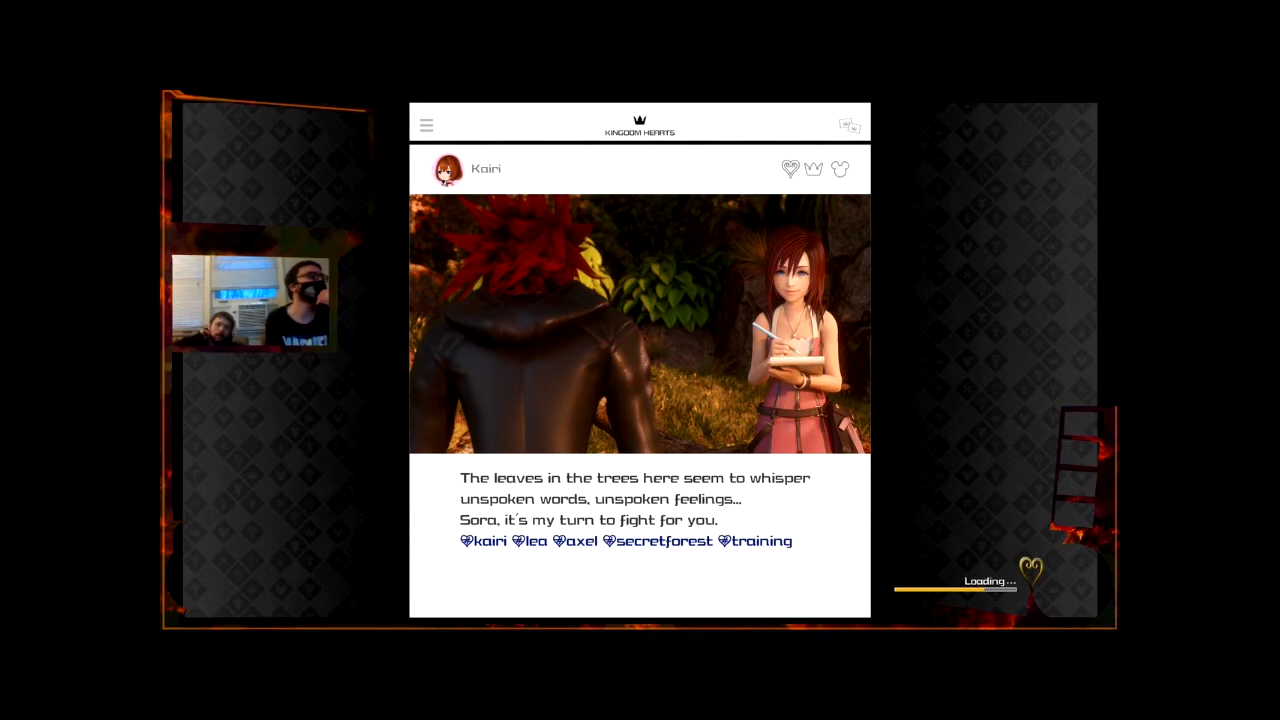 KINGDOM HEARTS
Kairi
The leaves in the trees here seem to whisper
unspoken words, unspoken feelings...
Sora, it's my turn to fight for you.
kairi lea axel secretforest training
Loading...